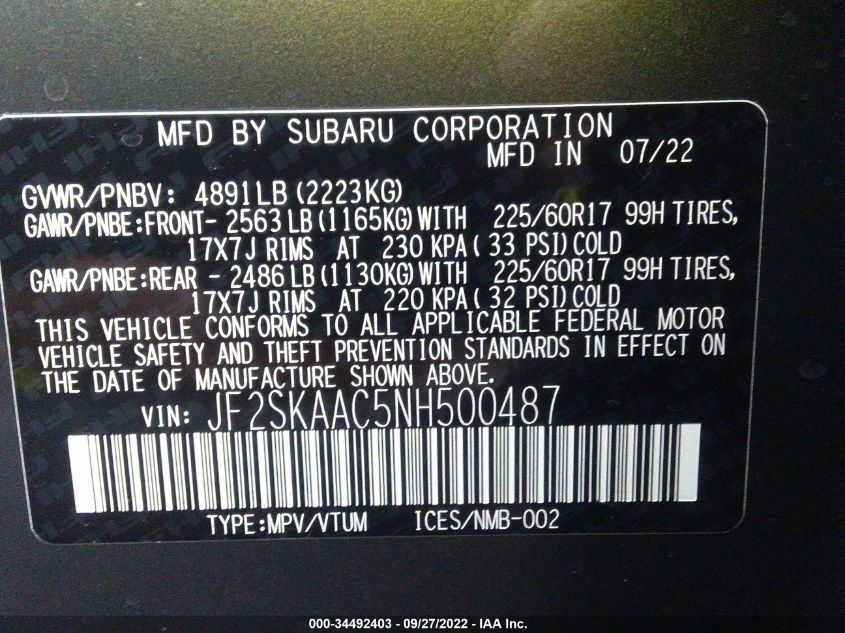 MFD BY SUBARU CORPORATION
MFD IN 07/22
GVWR/PNBV: 4891LB (2223KG)
GAWR/PNBE:FRONT- 2563 LB (1165KG) WITH 225/60R17 99H TIRES,
17X7J RIMS AT 230 KPA ( 33 PSI) COLD
GAWR/PNBE:REAR - 2486 LB (1130KG) WITH 225/60R17 99H TIRES,
17X7J RIMS AT 220 KPA ( 32 PSI) COLD
THIS VEHICLE CONFORMS TO ALL APPLICABLE FEDERAL MOTOR
VEHICLE SAFETY AND THEFT PREVENTION STANDARDS IN EFFECT ON
THE DATE OF MANUFACTURE SHOWN ABOVE.
VIN: JF2SKAAC5NH500487
TYPE:MPV/VTUM ICES/NMB-002
000-34492403 - 09/27/2022 - IAA Inc.